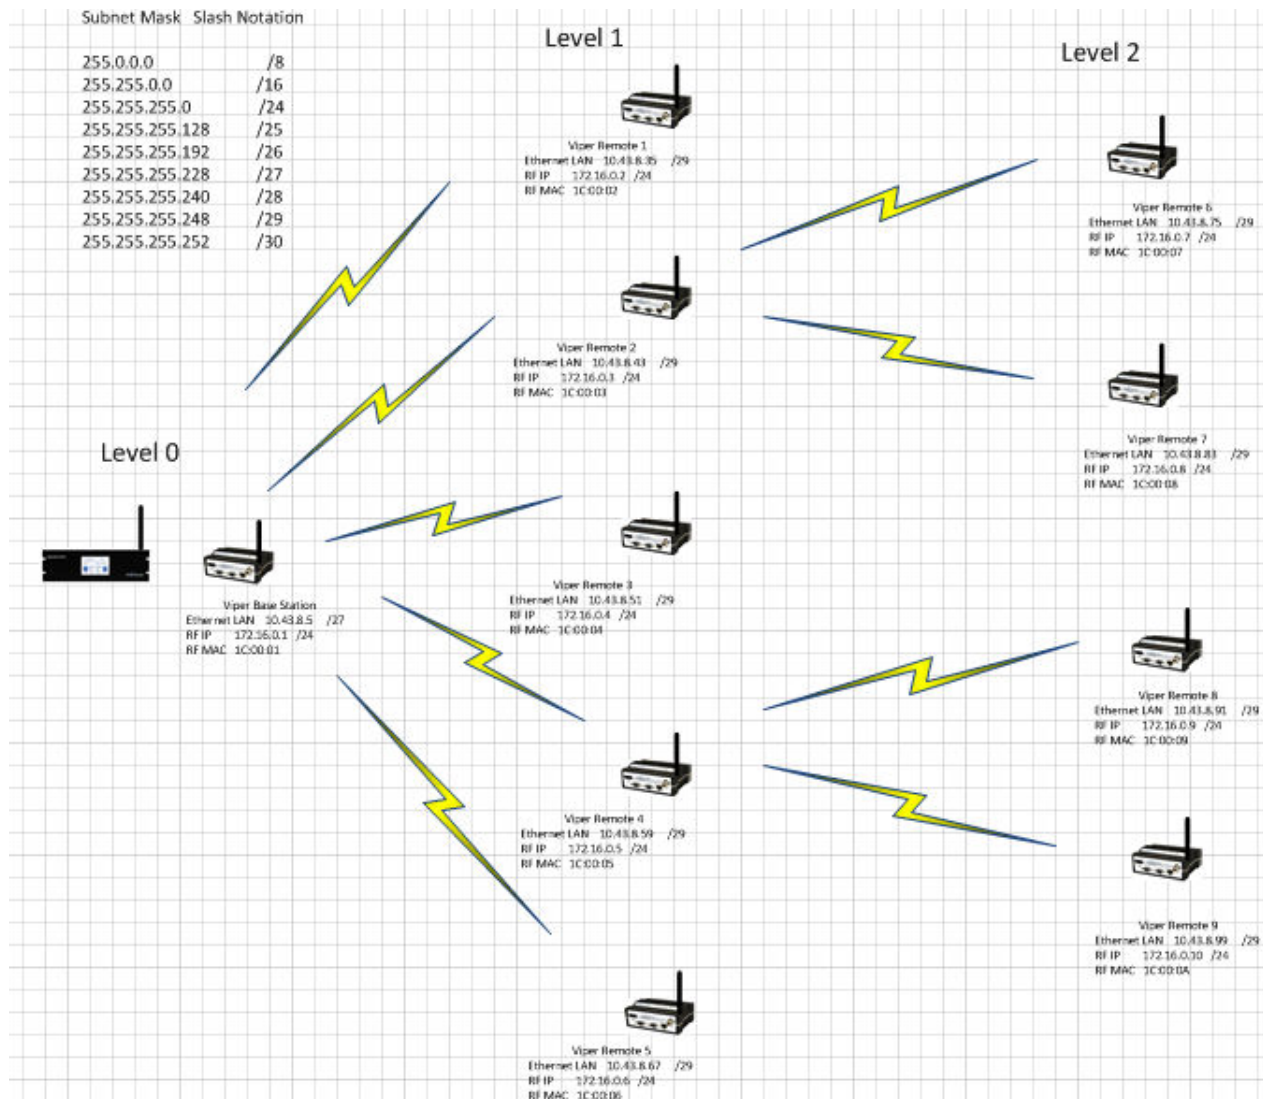 Subnet Mask Slash Notation
255.0.0.0 /8
255.255.0.0 /16
255.255.255.0 /24
255.255.255.128 /25
255.255.255.192 /26
255.255.255.228 /27
255.255.255.240 /28
255.255.255.248 /29
255.255.255.252 /30
Level 0
Viper Base Station
Ethernet LAN 10.43.8.5 /27
RF IP 172.16.0.1 /24
RF MAC 1C:00:01
Level 1
Viper Remote 1
Ethernet LAN 10.43.8.35 /29
RF IP 172.16.0.2 /24
RF MAC 1C:00:02
Viper Remote 2
Ethernet LAN 10.43.8.43 /29
RF IP 172.16.0.3 /24
RF MAC 1C:00:03
Viper Remote 3
Ethernet LAN 10.43.8.51 /29
RF IP 172.16.0.4 /24
RF MAC 1C:00:04
Viper Remote 4
Ethernet LAN 10.43.8.59 /29
RF IP 172.16.0.5 /24
RF MAC 1C:00:05
Viper Remote 5
Ethernet LAN 10.43.8.67 /29
RF IP 172.16.0.6 /24
RF MAC 1C:00:06
Level 2
Viper Remote 6
Ethernet LAN 10.43.8.75 /29
RF IP 172.16.0.7 /24
RF MAC 1C:00:07
Viper Remote 7
Ethernet LAN 10.43.8.83 /29
RF IP 172.16.0.8 /24
RF MAC 1C:00:08
Viper Remote 8
Ethernet LAN 10.43.8.91 /29
RF IP 172.16.0.9 /24
RF MAC 1C:00:09
Viper Remote 9
Ethernet LAN 10.43.8.99 /29
RF IP 172.16.0.10 /24
RF MAC 1C:00:0A